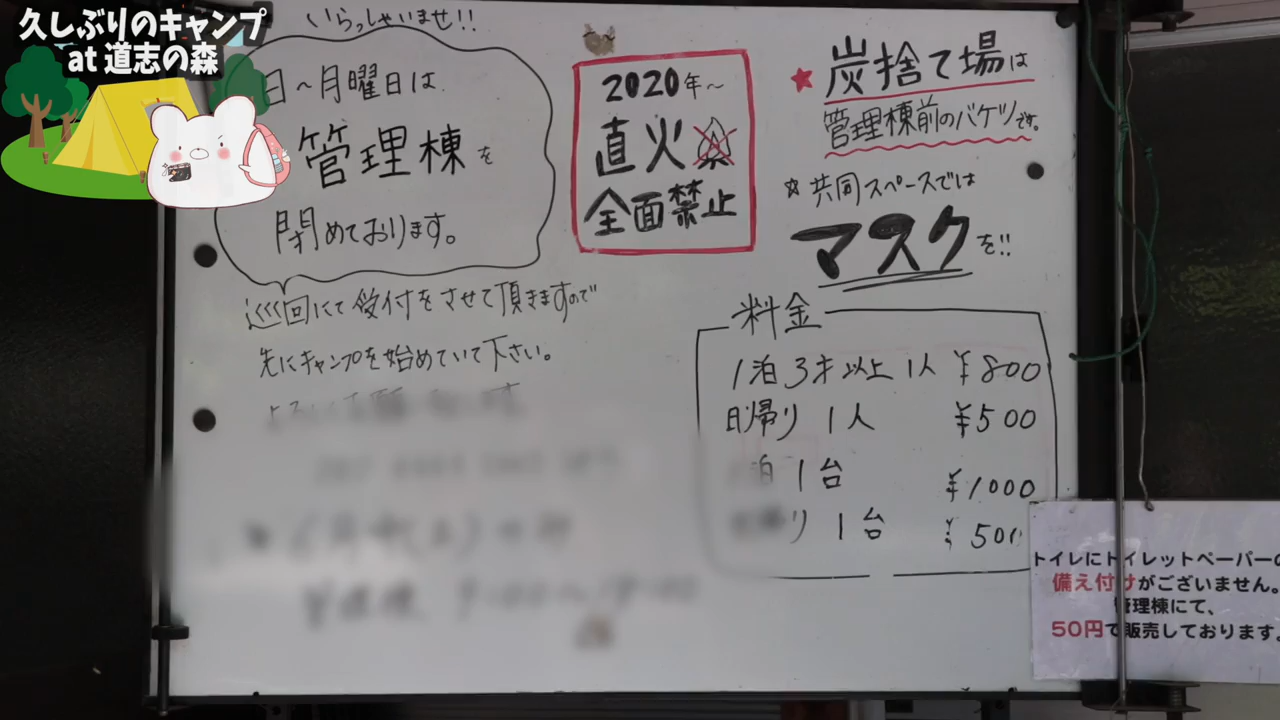 久しぶりのキャンプ
at 道志の森
いらっしゃいませ!!
日〜月曜日は
管理棟を
閉めております。
巡回にて受付をさせて頂きますので
先にキャンプを始めていて下さい。
2020年〜
直火
全面禁止
★炭捨て場は
管理棟前のバケツです。
☆共同スペースでは
マスクを!!
料金
1泊 3才以上 1人 ¥800
日帰り 1人 ¥500
泊 1台 ¥1000
り 1台 ¥500
トイレにトイレットペーパーの
備え付けがございません。
管理棟にて、
50円で販売しております。